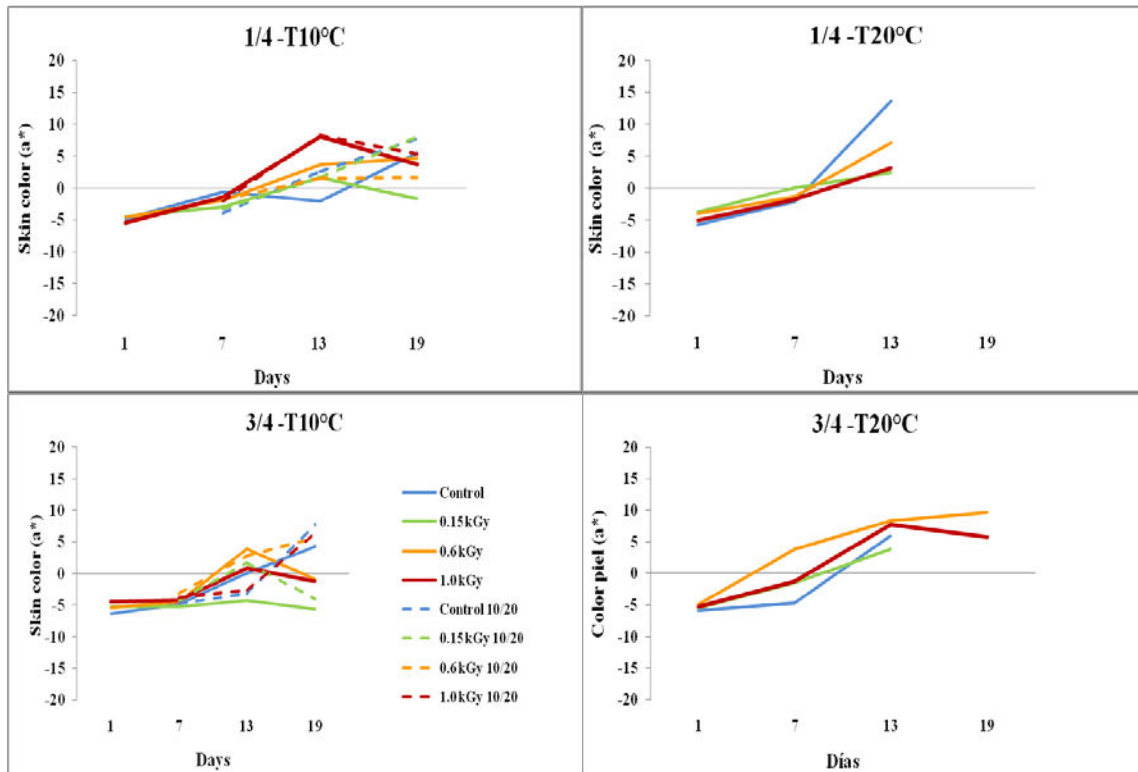 1/4 -T10°C
20
15
10
5
0
-5
-10
-15
-20
Skin color (a*)
1 7 13 19
Days
1/4 -T20°C
20
15
10
5
0
-5
-10
-15
-20
Skin color (a*)
1 7 13 19
Days
3/4 -T10°C
20
15
10
5
0
-5
-10
-15
-20
Skin color (a*)
1 7 13 19
Days
Control
0.15kGy
0.6kGy
1.0kGy
Control 10/20
0.15kGy 10/20
0.6kGy 10/20
1.0kGy 10/20
3/4 -T20°C
20
15
10
5
0
-5
-10
-15
-20
Color piel (a*)
1 7 13 19
Días